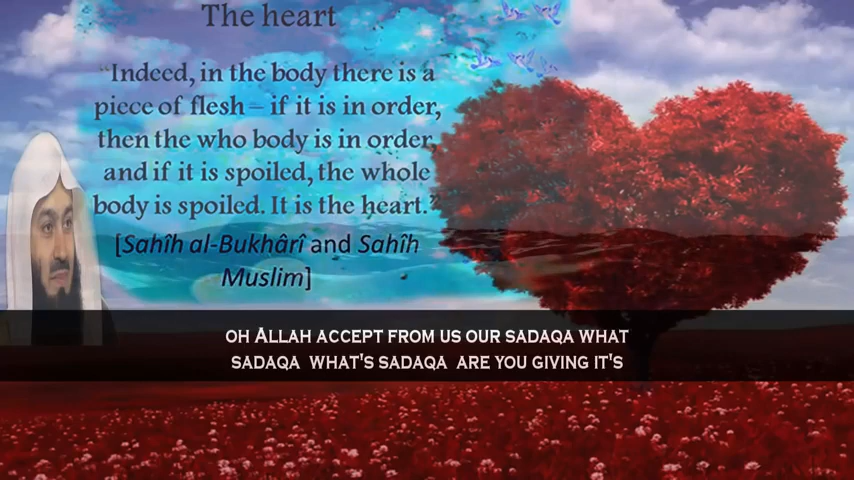 The heart
"Indeed, in the body there is a
piece of flesh – if it is in order,
then the who body is in order,
and if it is spoiled, the whole
body is spoiled. It is the heart."
[Sahîh al-Bukhârî and Sahîh
Muslim]
OH ALLAH ACCEPT FROM US OUR SADAQA WHAT
SADAQA WHAT'S SADAQA ARE YOU GIVING IT'S